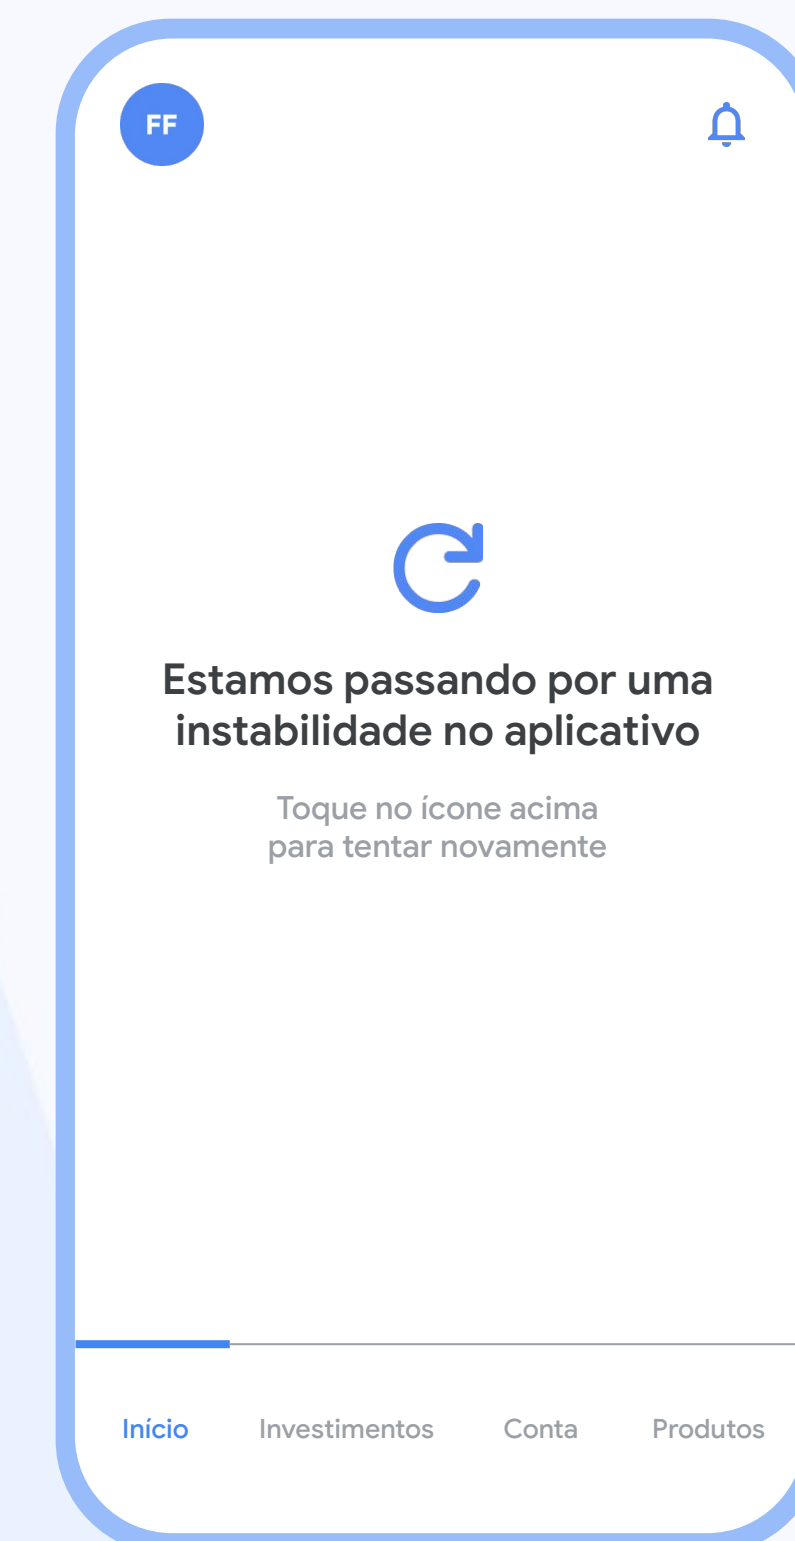 FF
Estamos passando por uma
instabilidade no aplicativo
Toque no ícone acima
para tentar novamente
Início Investimentos Conta Produtos